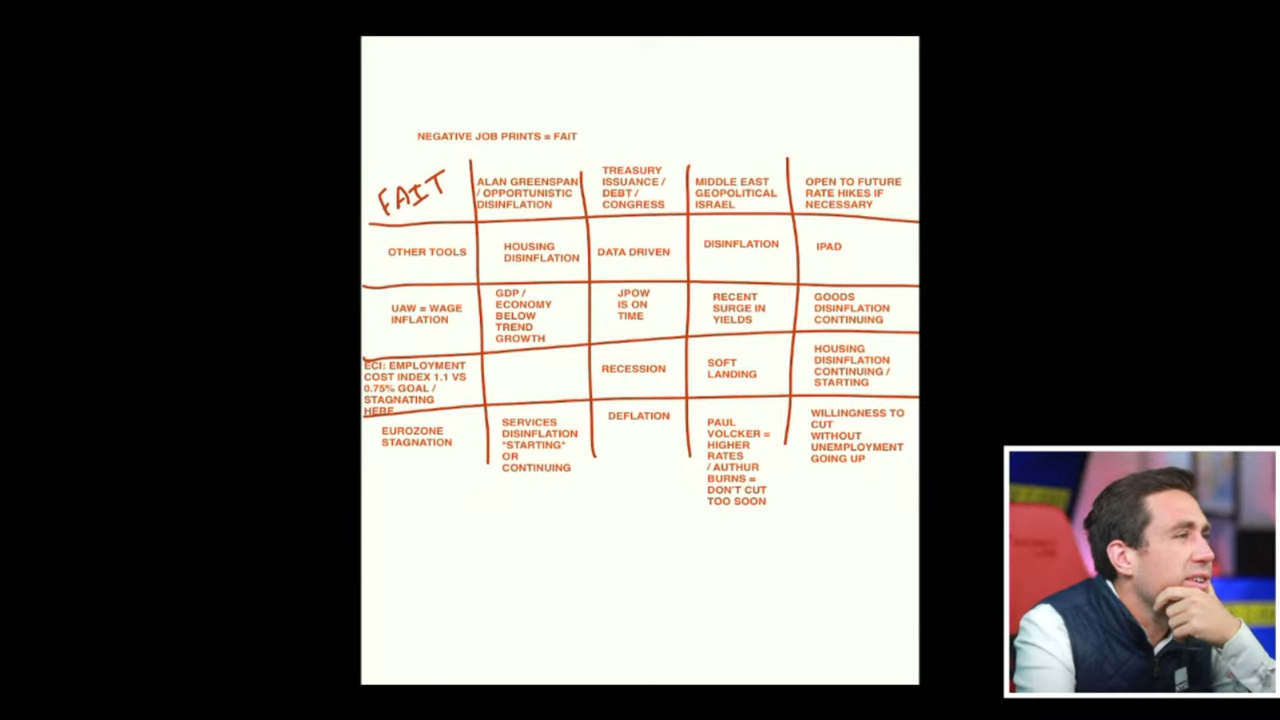 NEGATIVE JOB PRINTS = FAIT
FAIT
ALAN GREENSPAN
/ OPPORTUNISTIC
DISINFLATION
TREASURY
ISSUANCE /
DEBT /
CONGRESS
MIDDLE EAST
GEOPOLITICAL
ISRAEL
OPEN TO FUTURE
RATE HIKES IF
NECESSARY
OTHER TOOLS
HOUSING
DISINFLATION
DATA DRIVEN
DISINFLATION
IPAD
UAW = WAGE
INFLATION
GDP /
ECONOMY
BELOW
TREND
GROWTH
JPOW
IS ON
TIME
RECENT
SURGE IN
YIELDS
GOODS
DISINFLATION
CONTINUING
ECI: EMPLOYMENT
COST INDEX 1.1 VS
0.75% GOAL /
STAGNATING
HERE
RECESSION
SOFT
LANDING
HOUSING
DISINFLATION
CONTINUING /
STARTING
EUROZONE
STAGNATION
SERVICES
DISINFLATION
"STARTING"
OR
CONTINUING
DEFLATION
PAUL
VOLCKER =
HIGHER
RATES
/ AUTHUR
BURNS =
DON'T CUT
TOO SOON
WILLINGNESS TO
CUT
WITHOUT
UNEMPLOYMENT
GOING UP